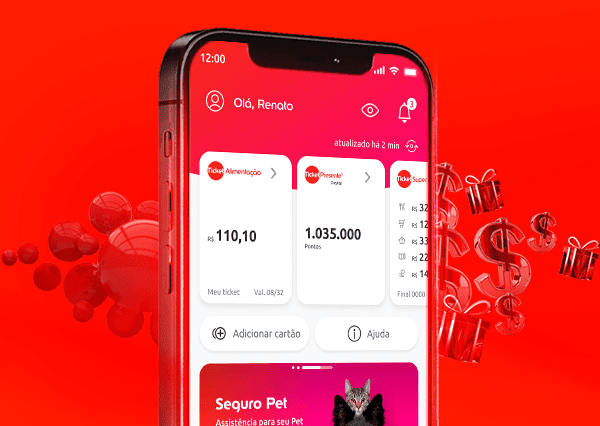 12:00
Olá, Renato
3
atualizado há 2 min
Ticket Alimentação
R$ 110,10
Meu ticket Val. 08/32
Ticket Presente
Digital
1.035.000
Pontos
Ticket Super
R$ 32
R$ 12
R$ 33
R$ 22
R$ 14
Final 0000
Adicionar cartão
Ajuda
Seguro Pet
Assistência para seu Pet